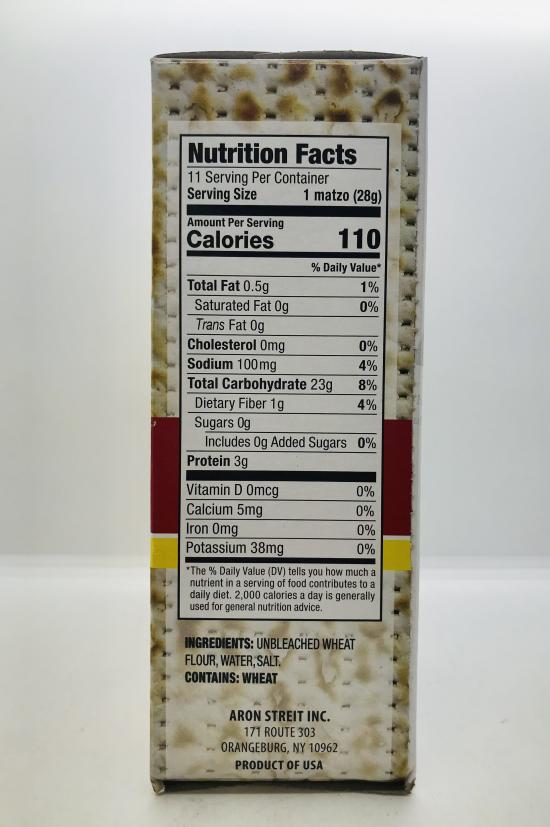 Nutrition Facts
11 Serving Per Container
Serving Size 1 matzo (28g)
Amount Per Serving
Calories 110
% Daily Value*
Total Fat 0.5g 1%
Saturated Fat 0g 0%
Trans Fat 0g
Cholesterol 0mg 0%
Sodium 100mg 4%
Total Carbohydrate 23g 8%
Dietary Fiber 1g 4%
Sugars 0g
Includes 0g Added Sugars 0%
Protein 3g
Vitamin D 0mcg 0%
Calcium 5mg 0%
Iron 0mg 0%
Potassium 38mg 0%
*The % Daily Value (DV) tells you how much a
nutrient in a serving of food contributes to a
daily diet. 2,000 calories a day is generally
used for general nutrition advice.
INGREDIENTS: UNBLEACHED WHEAT
FLOUR, WATER, SALT.
CONTAINS: WHEAT
ARON STREIT INC.
171 ROUTE 303
ORANGEBURG, NY 10962
PRODUCT OF USA